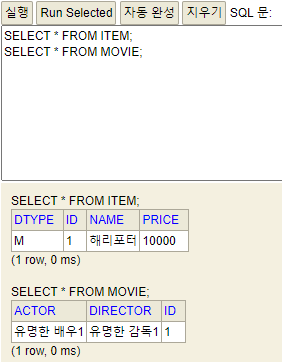 실행 Run Selected 자동 완성 지우기 SQL 문:
SELECT * FROM ITEM;
SELECT * FROM MOVIE;
SELECT * FROM ITEM;
DTYPE ID NAME PRICE
M 1 해리포터 10000
(1 row, 0 ms)
SELECT * FROM MOVIE;
ACTOR DIRECTOR ID
유명한 배우1 유명한 감독1 1
(1 row, 0 ms)